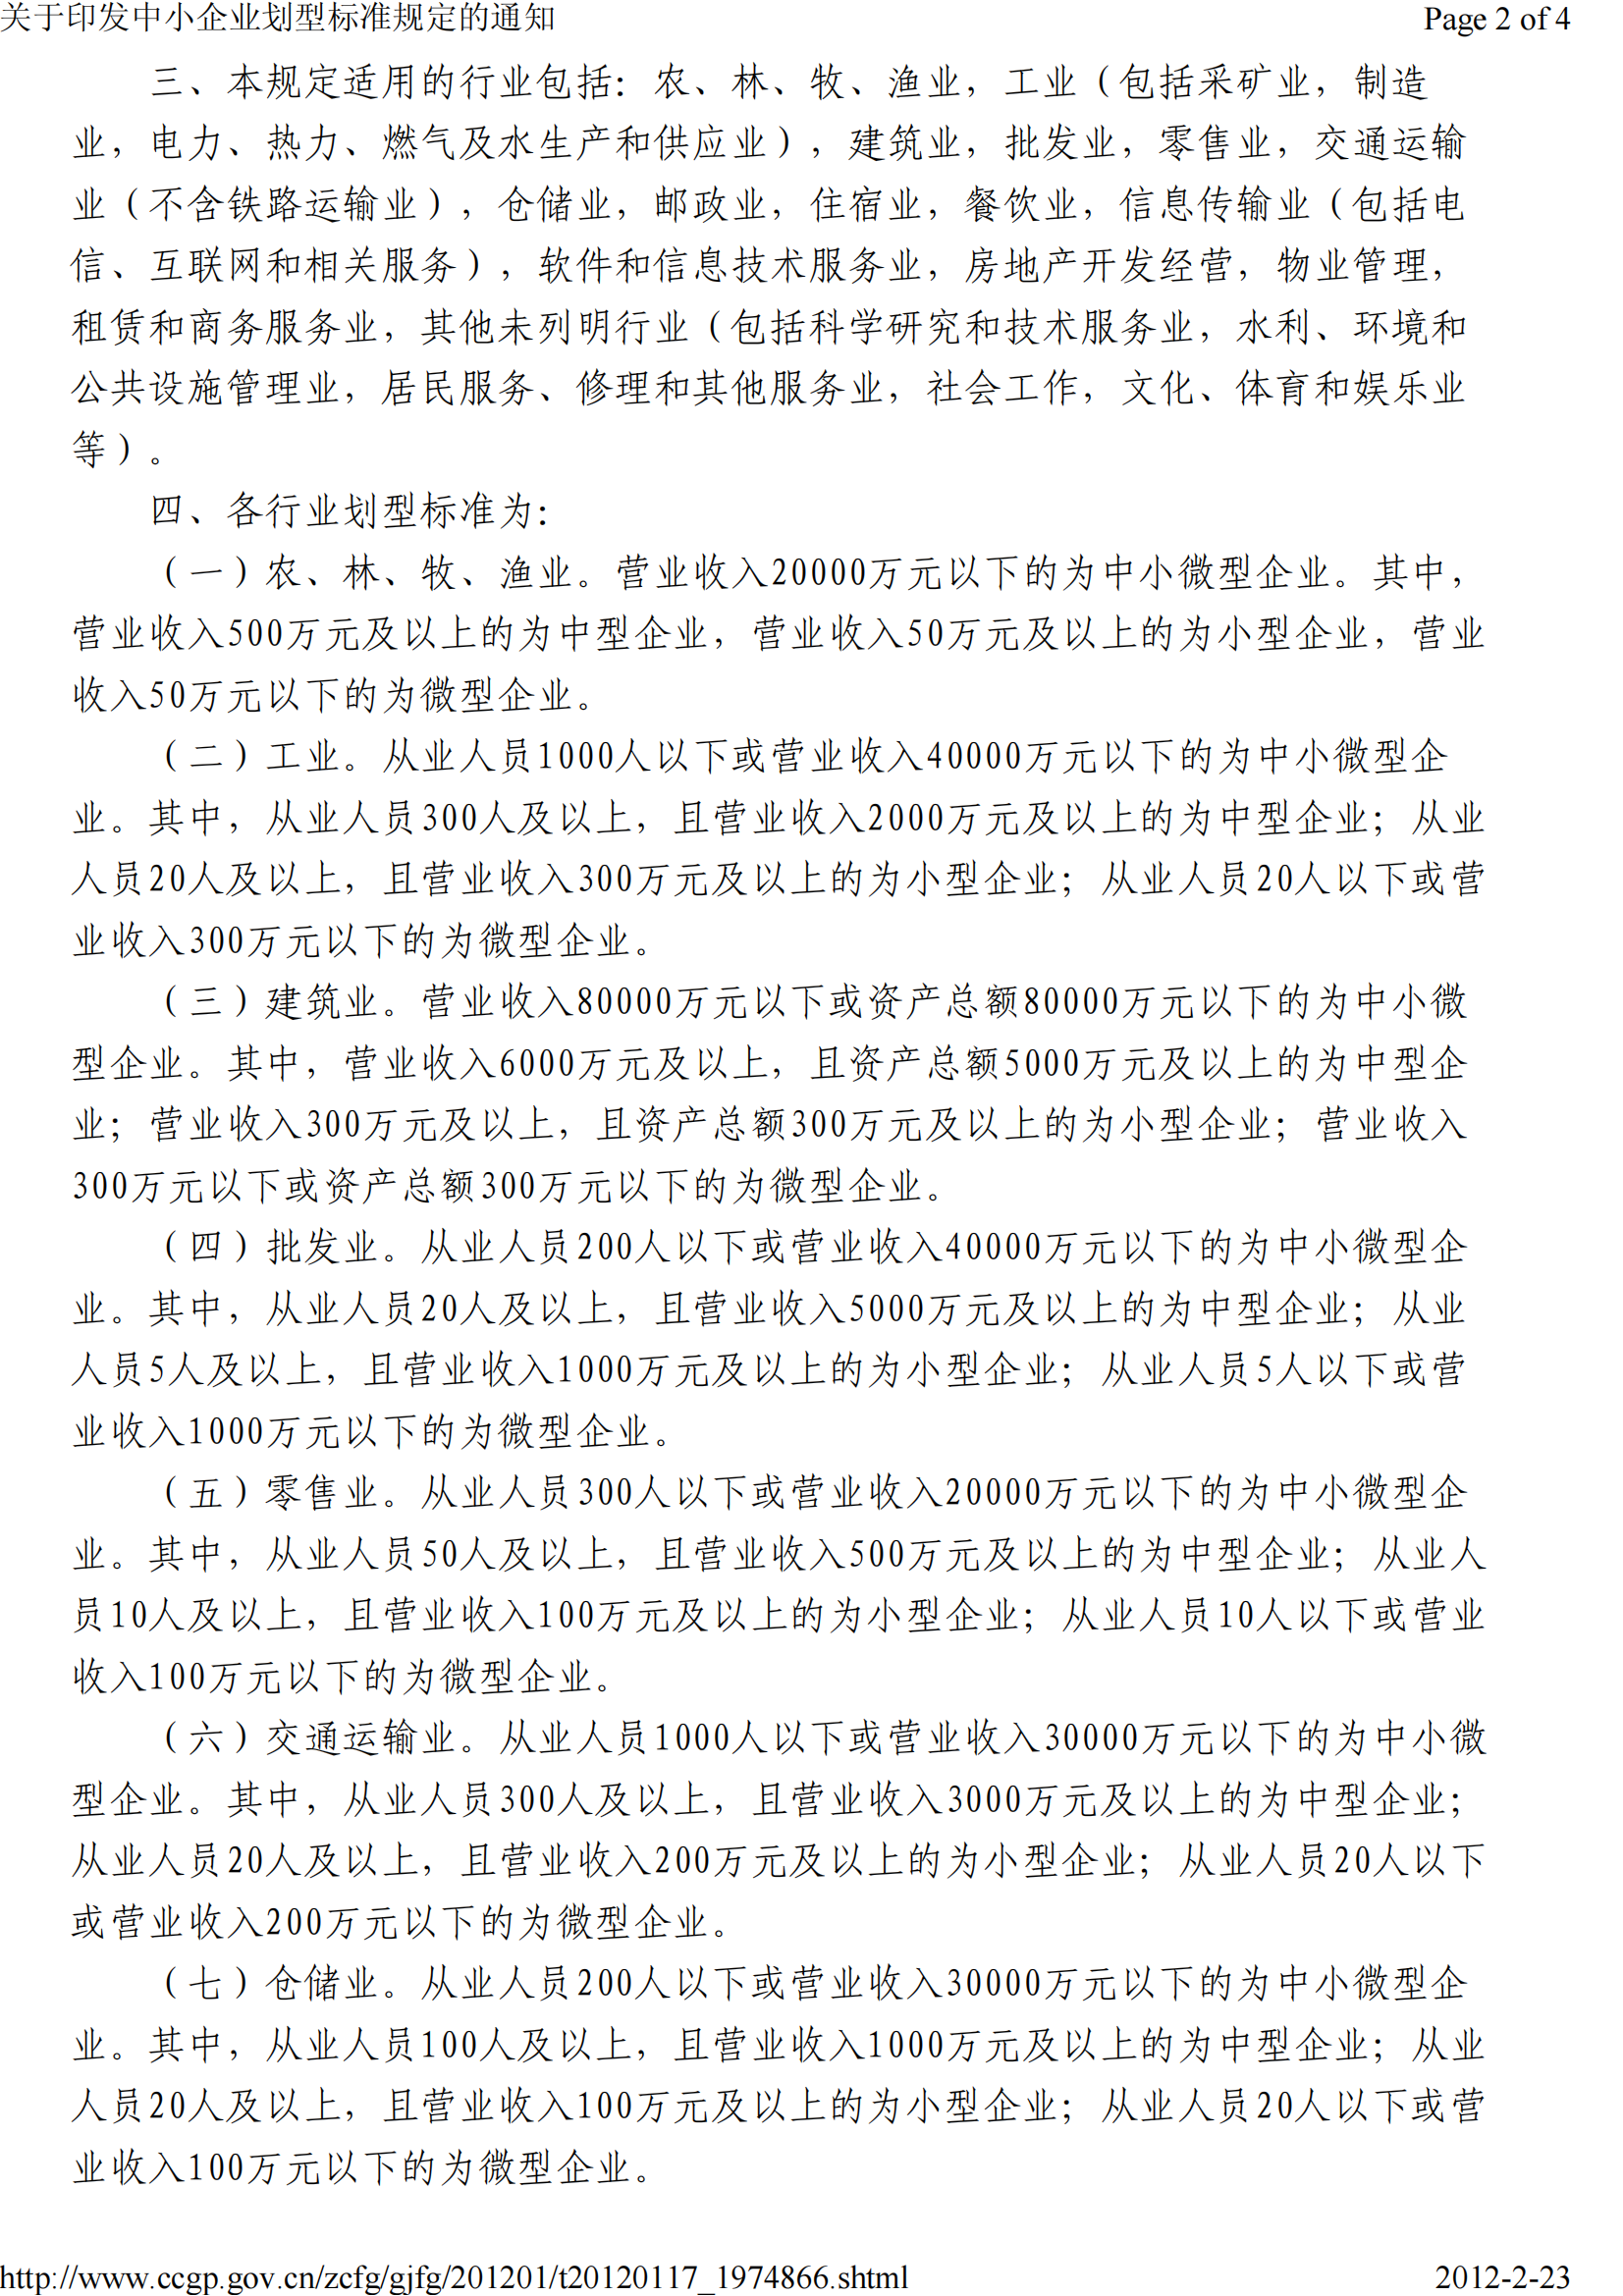 关于印发中小企业划型标准规定的通知 Page 2 of 4
三、本规定适用的行业包括：农、林、牧、渔业，工业（包括采矿业，制造
业，电力、热力、燃气及水生产和供应业），建筑业，批发业，零售业，交通运输
业（不含铁路运输业），仓储业，邮政业，住宿业，餐饮业，信息传输业（包括电
信、互联网和相关服务），软件和信息技术服务业，房地产开发经营，物业管理，
租赁和商务服务业，其他未列明行业（包括科学研究和技术服务业，水利、环境和
公共设施管理业，居民服务、修理和其他服务业，社会工作，文化、体育和娱乐业
等）。
四、各行业划型标准为：
（一）农、林、牧、渔业。营业收入20000万元以下的为中小微型企业。其中，
营业收入500万元及以上的为中型企业，营业收入50万元及以上的为小型企业，营业
收入50万元以下的为微型企业。
（二）工业。从业人员1000人以下或营业收入40000万元以下的为中小微型企
业。其中，从业人员300人及以上，且营业收入2000万元及以上的为中型企业；从业
人员20人及以上，且营业收入300万元及以上的为小型企业；从业人员20人以下或营
业收入300万元以下的为微型企业。
（三）建筑业。营业收入80000万元以下或资产总额80000万元以下的为中小微
型企业。其中，营业收入6000万元及以上，且资产总额5000万元及以上的为中型企
业；营业收入300万元及以上，且资产总额300万元及以上的为小型企业；营业收入
300万元以下或资产总额300万元以下的为微型企业。
（四）批发业。从业人员200人以下或营业收入40000万元以下的为中小微型企
业。其中，从业人员20人及以上，且营业收入5000万元及以上的为中型企业；从业
人员5人及以上，且营业收入1000万元及以上的为小型企业；从业人员5人以下或营
业收入1000万元以下的为微型企业。
（五）零售业。从业人员300人以下或营业收入20000万元以下的为中小微型企
业。其中，从业人员50人及以上，且营业收入500万元及以上的为中型企业；从业人
员10人及以上，且营业收入100万元及以上的为小型企业；从业人员10人以下或营业
收入100万元以下的为微型企业。
（六）交通运输业。从业人员1000人以下或营业收入30000万元以下的为中小微
型企业。其中，从业人员300人及以上，且营业收入3000万元及以上的为中型企业；
从业人员20人及以上，且营业收入200万元及以上的为小型企业；从业人员20人以下
或营业收入200万元以下的为微型企业。
（七）仓储业。从业人员200人以下或营业收入30000万元以下的为中小微型企
业。其中，从业人员100人及以上，且营业收入1000万元及以上的为中型企业；从业
人员20人及以上，且营业收入100万元及以上的为小型企业；从业人员20人以下或营
业收入100万元以下的为微型企业。
http://www.ccgp.gov.cn/zcfg/gjfg/201201/t20120117_1974866.shtml 2012-2-23